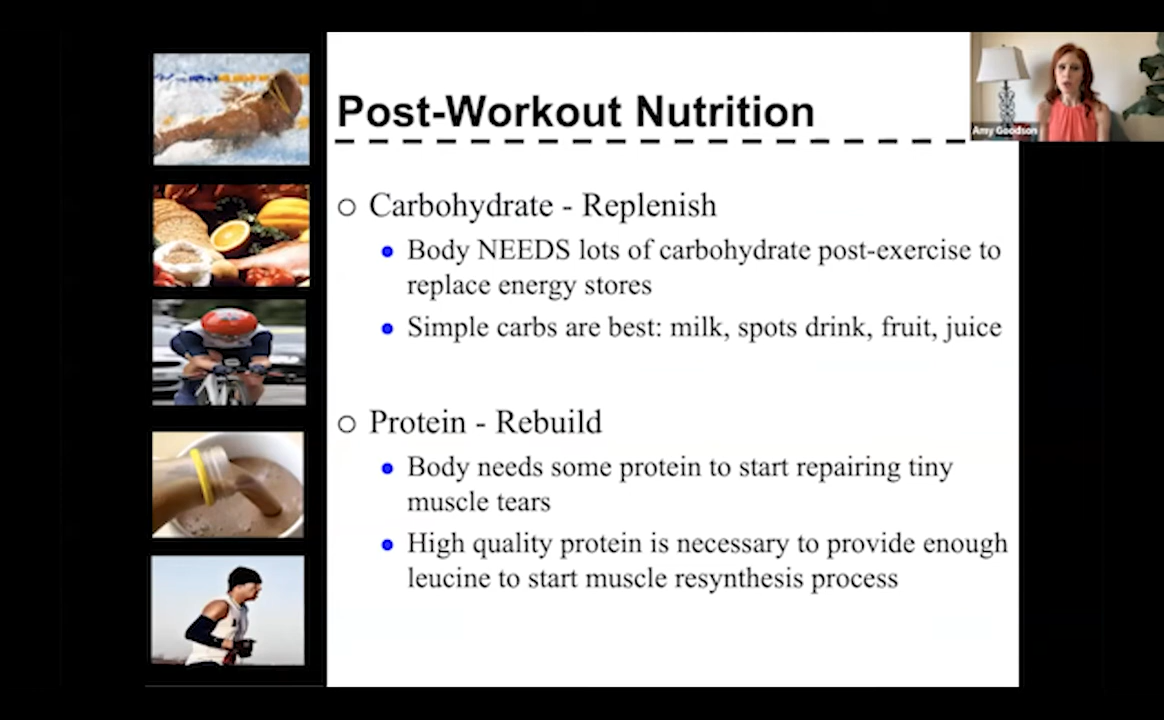 Post-Workout Nutrition
Amy Goodson
Carbohydrate - Replenish
Body NEEDS lots of carbohydrate post-exercise to
replace energy stores
Simple carbs are best: milk, spots drink, fruit, juice
Protein - Rebuild
Body needs some protein to start repairing tiny
muscle tears
High quality protein is necessary to provide enough
leucine to start muscle resynthesis process